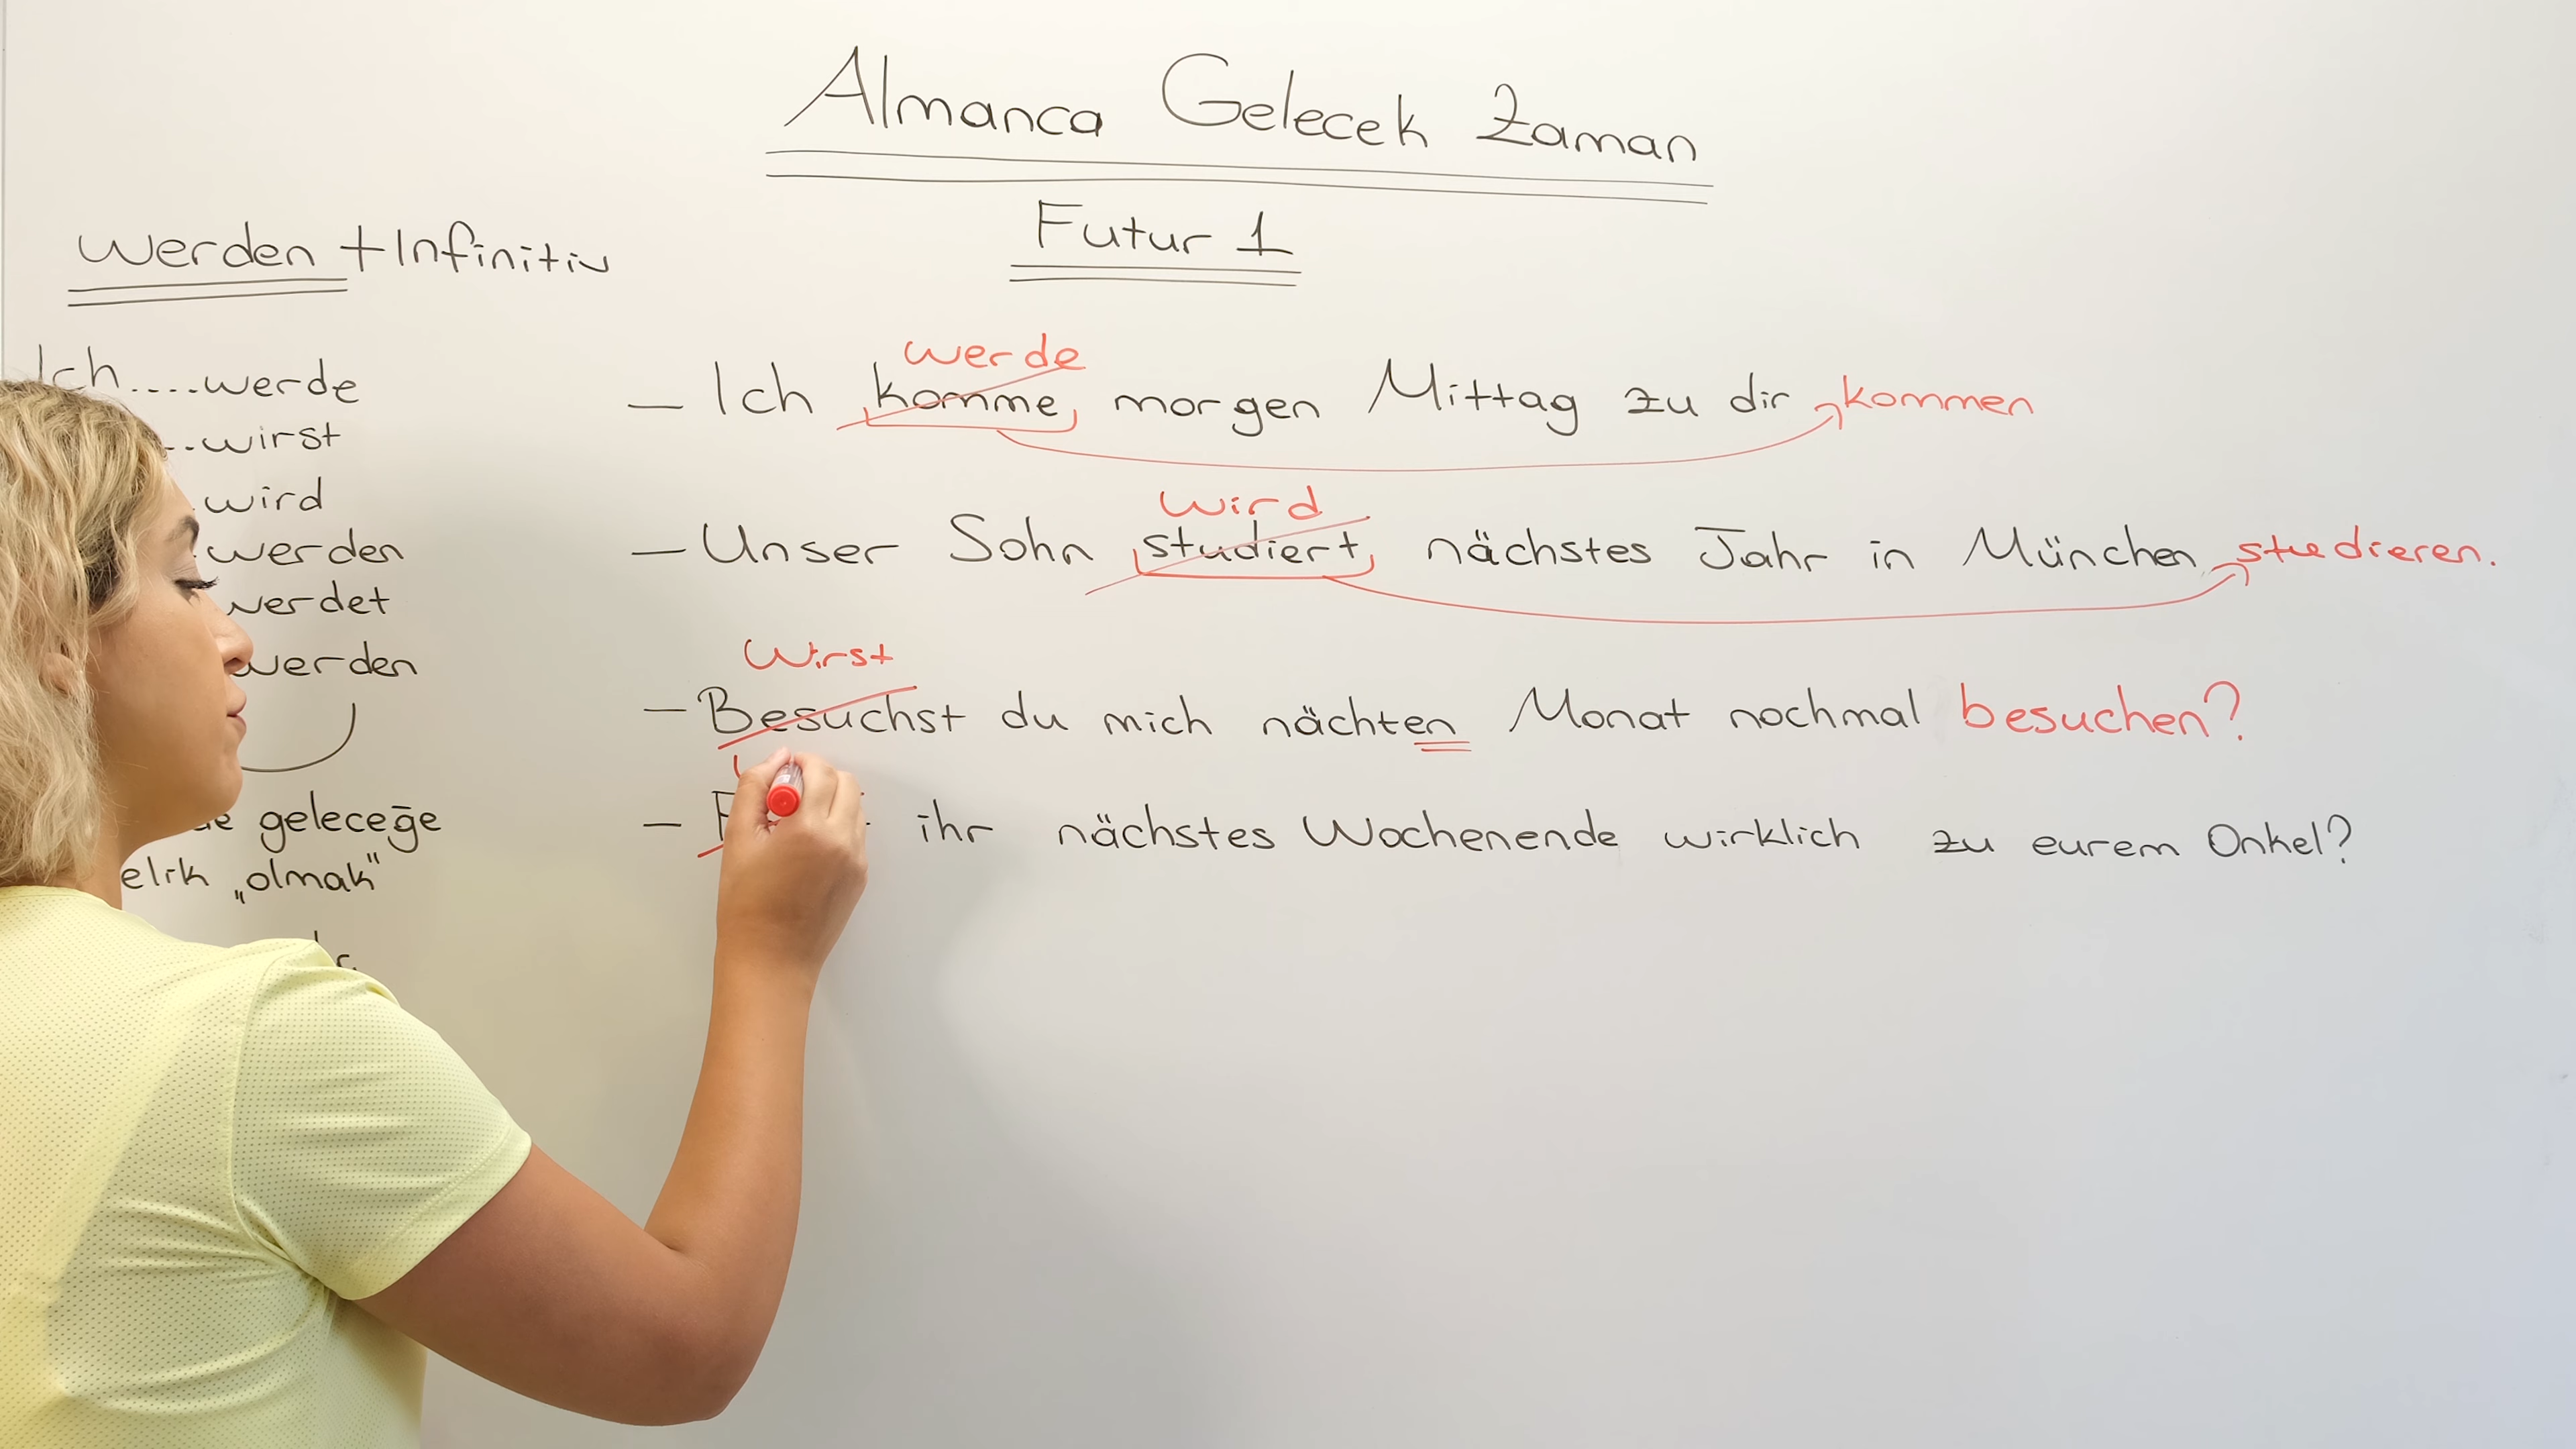 Almanca Gelecek Zaman
Futur 1
werden + Infinitiv
Ich....werde
...wirst
.wird
werden
werdet
werden
geleceğe
„olmak"
werde
— Ich komme morgen Mittag zu dir kommen
wird
— Unser Sohn studiert nächstes Jahr in München studieren.
Wirst
— Besuchst du mich nächten Monat nochmal besuchen?
— ihr nächstes Wochenende wirklich zu eurem Onkel?